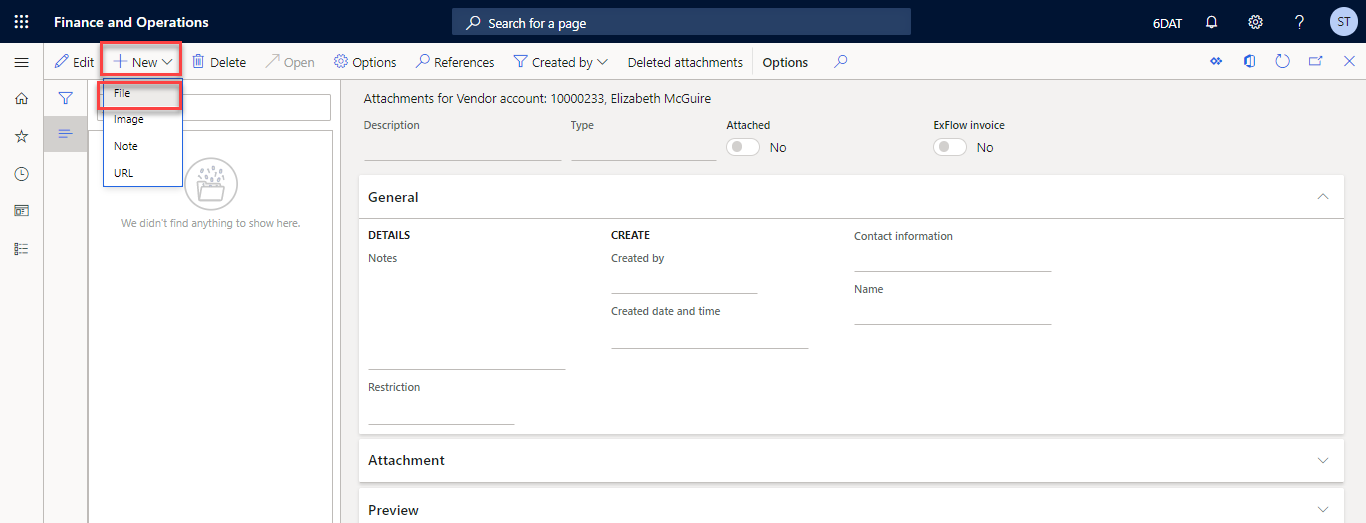 Finance and Operations
Search for a page
6DAT
?
ST
Edit
New
Delete
Open
Options
References
Created by
Deleted attachments
Options
File
Image
Note
URL
We didn't find anything to show here.
Attachments for Vendor account: 10000233, Elizabeth McGuire
Description
Type
Attached
No
ExFlow invoice
No
General
DETAILS
Notes
Restriction
CREATE
Created by
Created date and time
Contact information
Name
Attachment
Preview